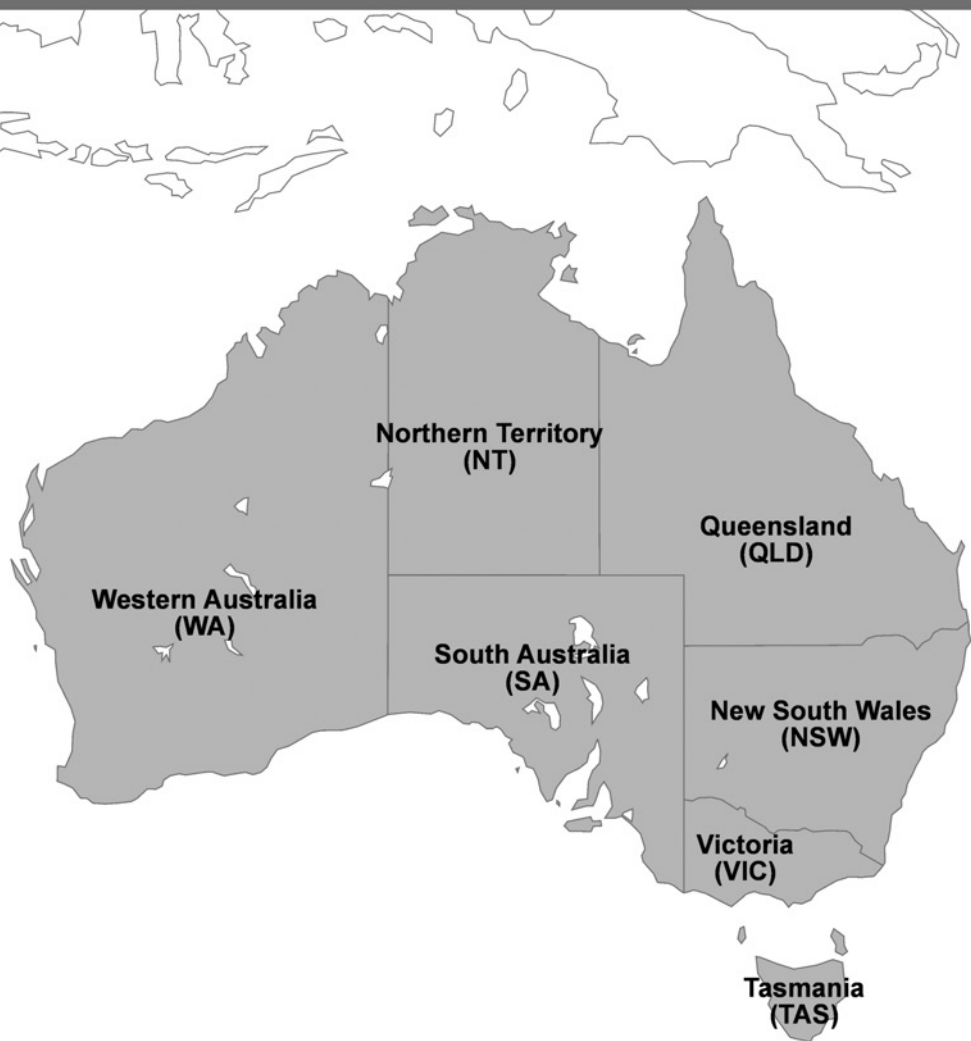 Northern Territory
(NT)
Queensland
(QLD)
Western Australia
(WA)
South Australia
(SA)
New South Wales
(NSW)
Victoria
(VIC)
Tasmania
(TAS)